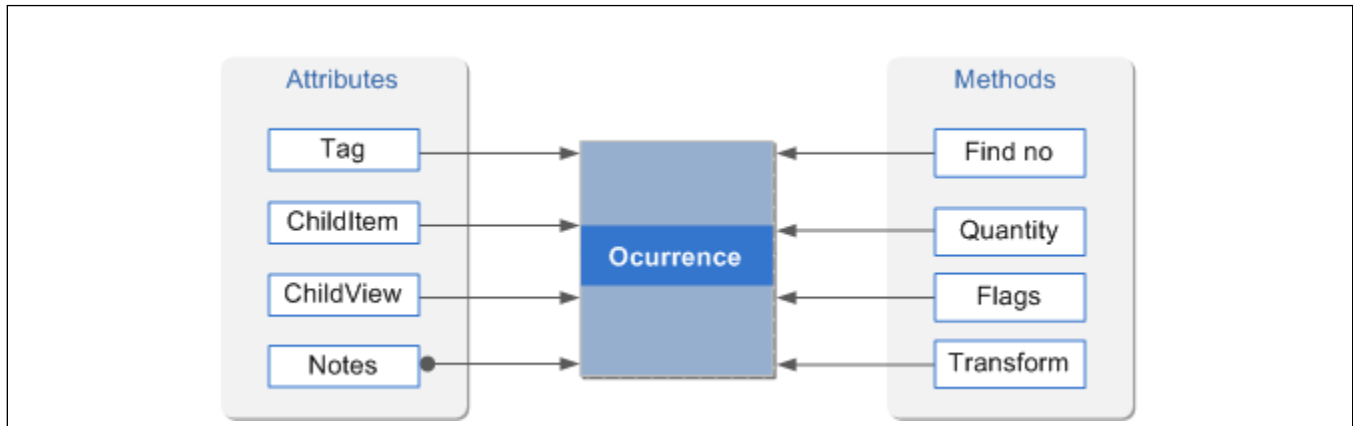 Attributes
Tag
ChildItem
ChildView
Notes
Ocurrence
Methods
Find no
Quantity
Flags
Transform